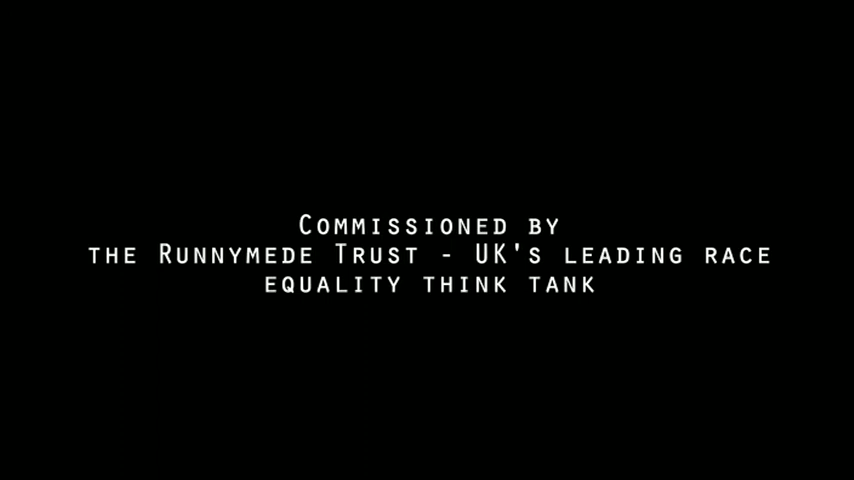 Commissioned by
the Runnymede Trust - UK's leading race
equality think tank